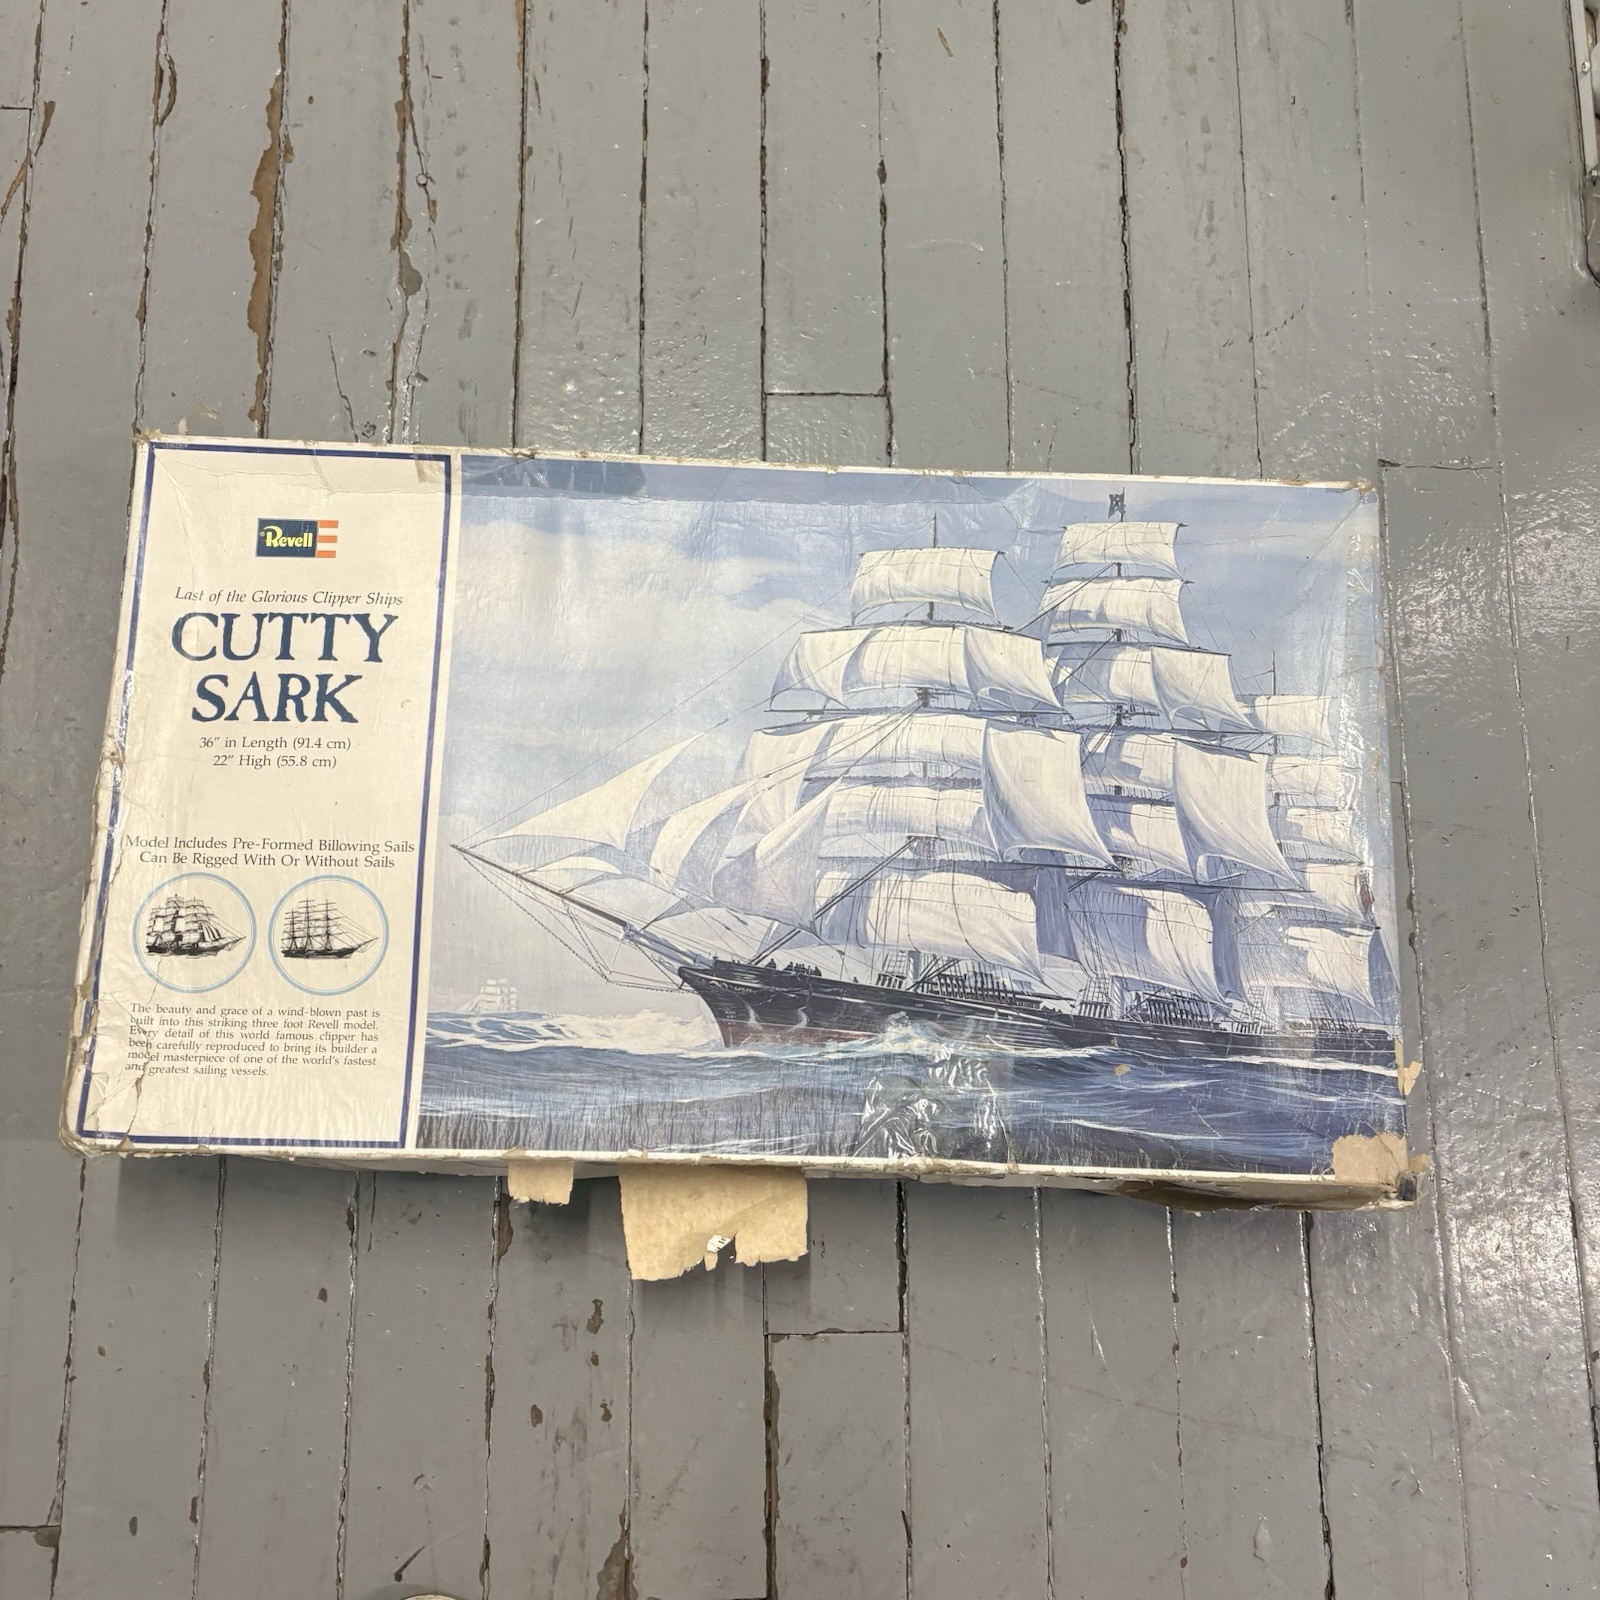 ®Revell
Last of the Glorious Clipper Ships
CUTTY
SARK
36" in Length (91.4 cm)
22" High (55.8 cm)
Model Includes Pre-Formed Billowing Sails
Can Be Rigged With Or Without Sails
The beauty and grace of a wind-blown past is
built into this striking three foot Revell model.
Every detail of this world famous clipper has
been carefully reproduced to bring its builder a
model masterpiece of one of the world's fastest
and greatest sailing vessels.